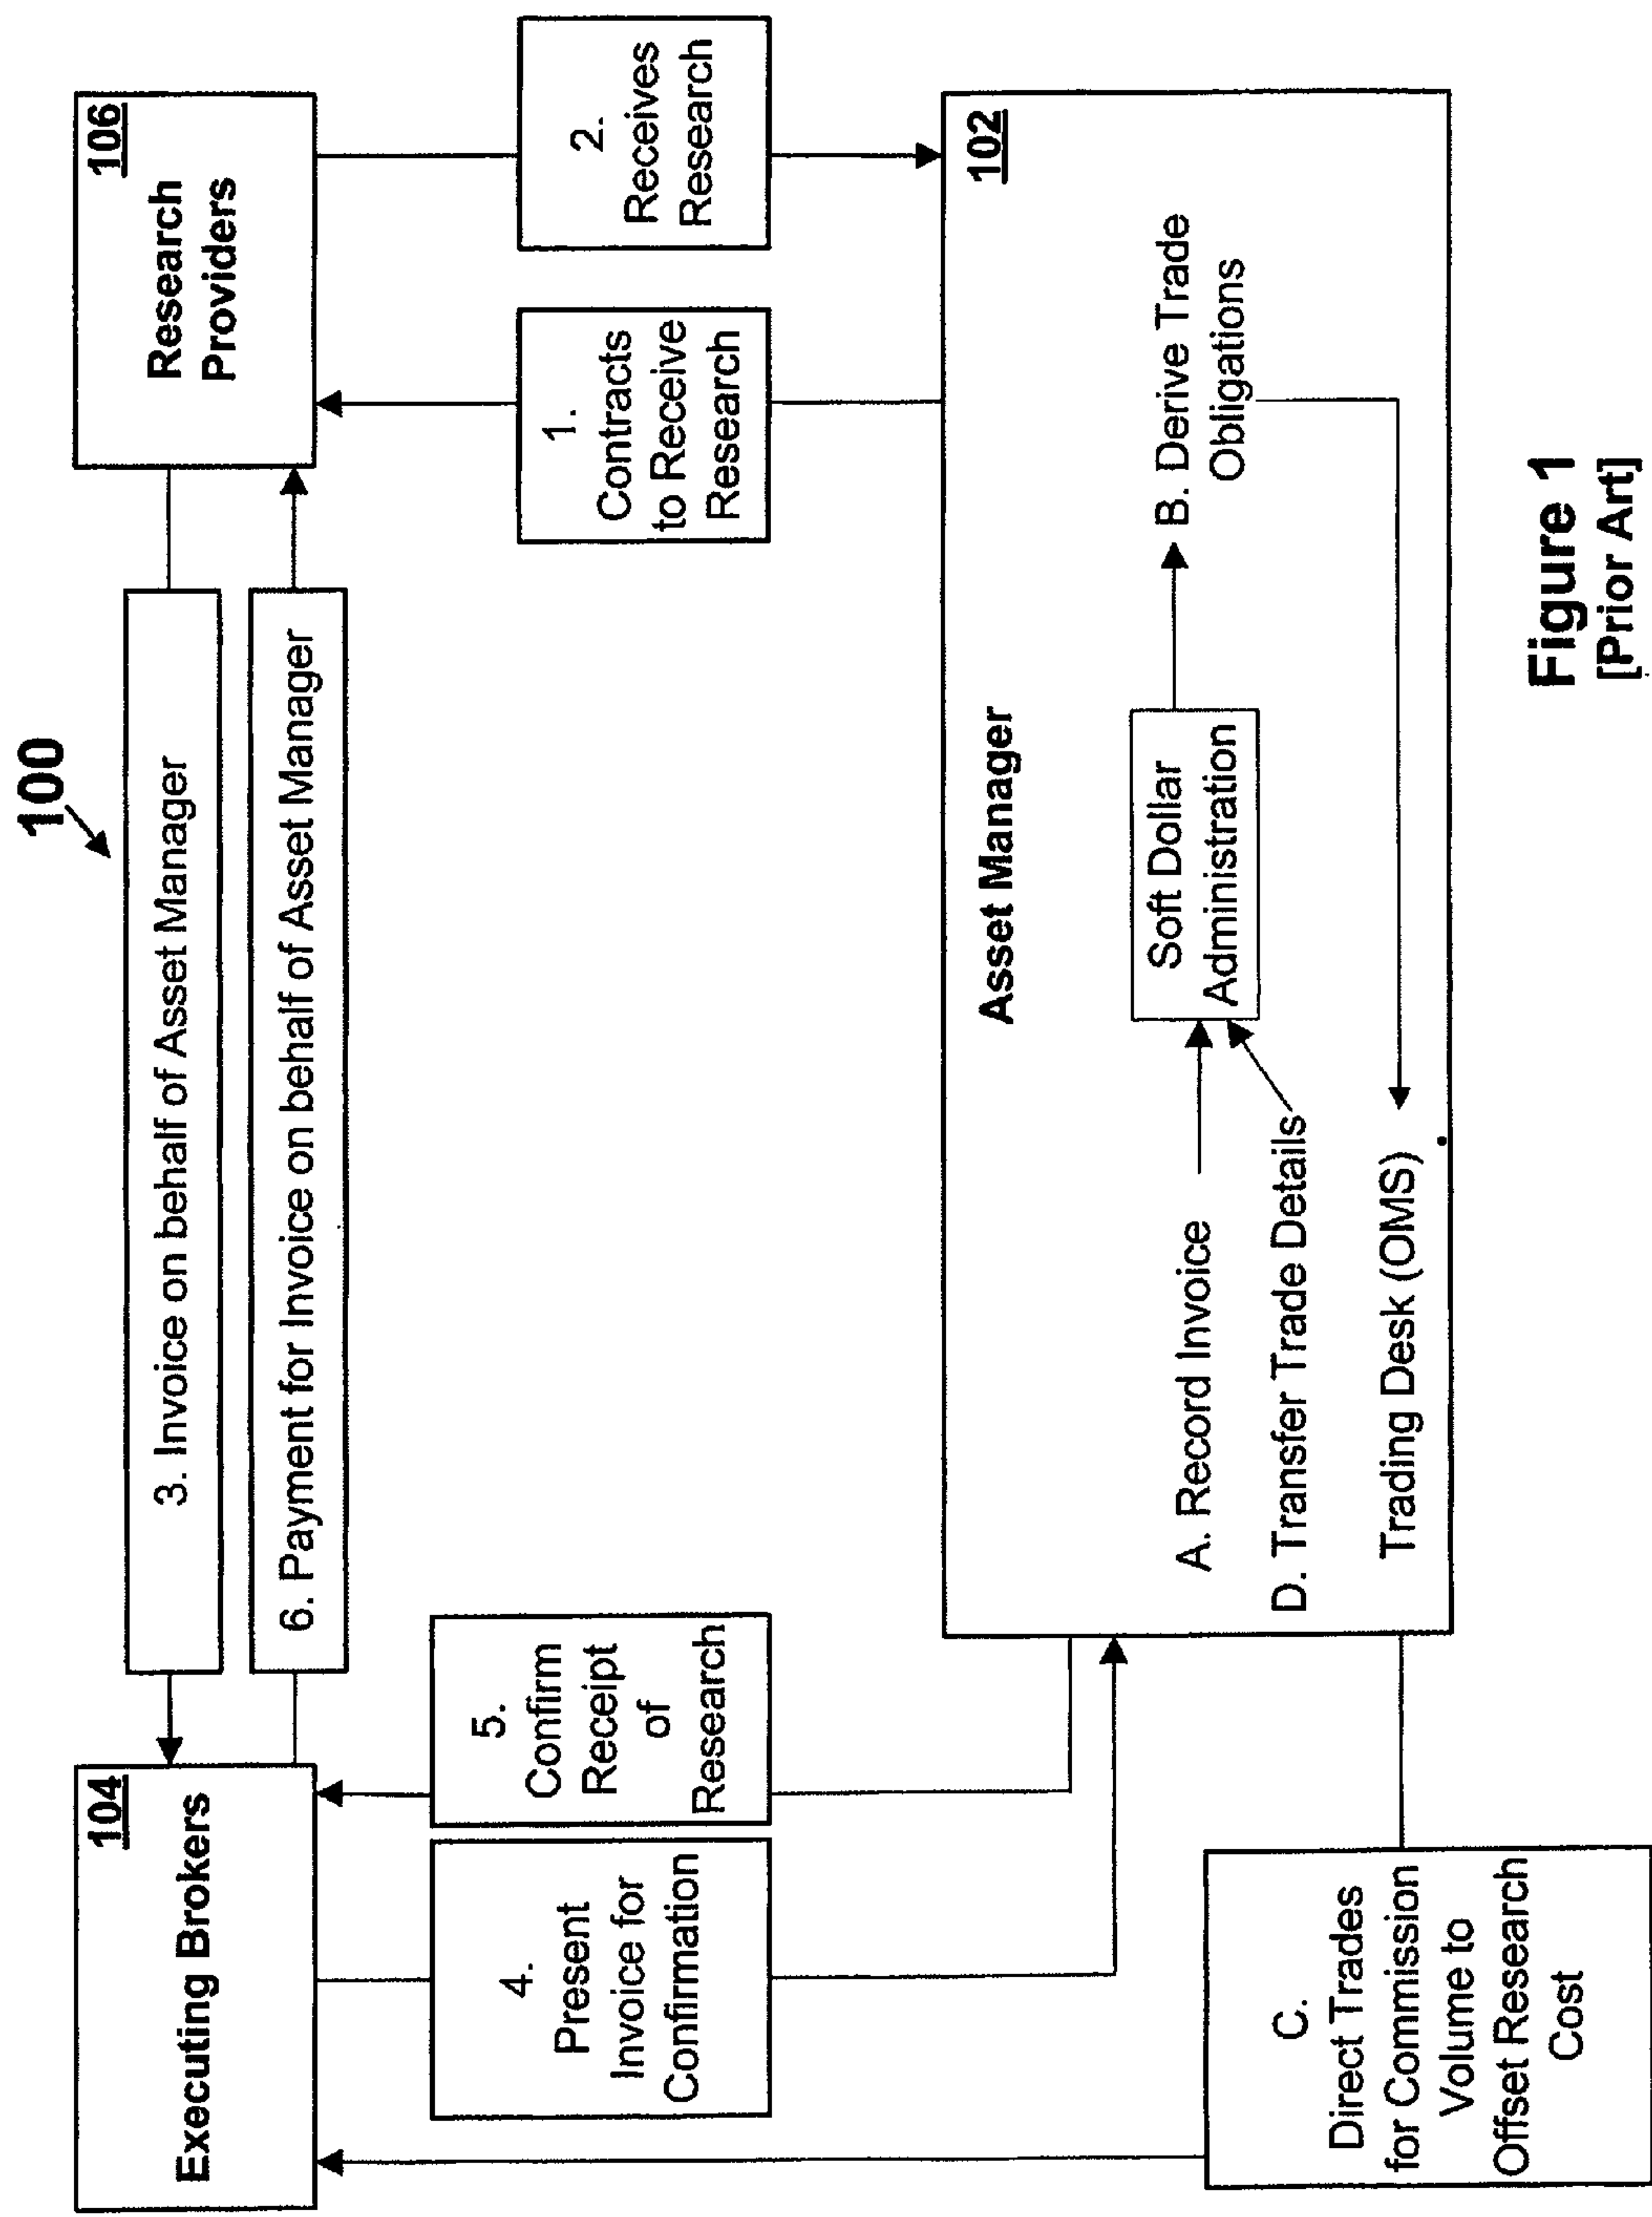 100
104
Executing Brokers
3. Invoice on behalf of Asset Manager
6. Payment for Invoice on behalf of Asset Manager
106
Research
Providers
4.
Present
Invoice for
Confirmation
5.
Confirm
Receipt
of
Research
1.
Contracts
to Receive
Research
2.
Receives
Research
C.
Direct Trades
for Commission
Volume to
Offset Research
Cost
Asset Manager
102
A. Record Invoice
D. Transfer Trade Details
Soft Dollar
Administration
B. Derive Trade
Obligations
Trading Desk (OMS)
Figure 1
[Prior Art]